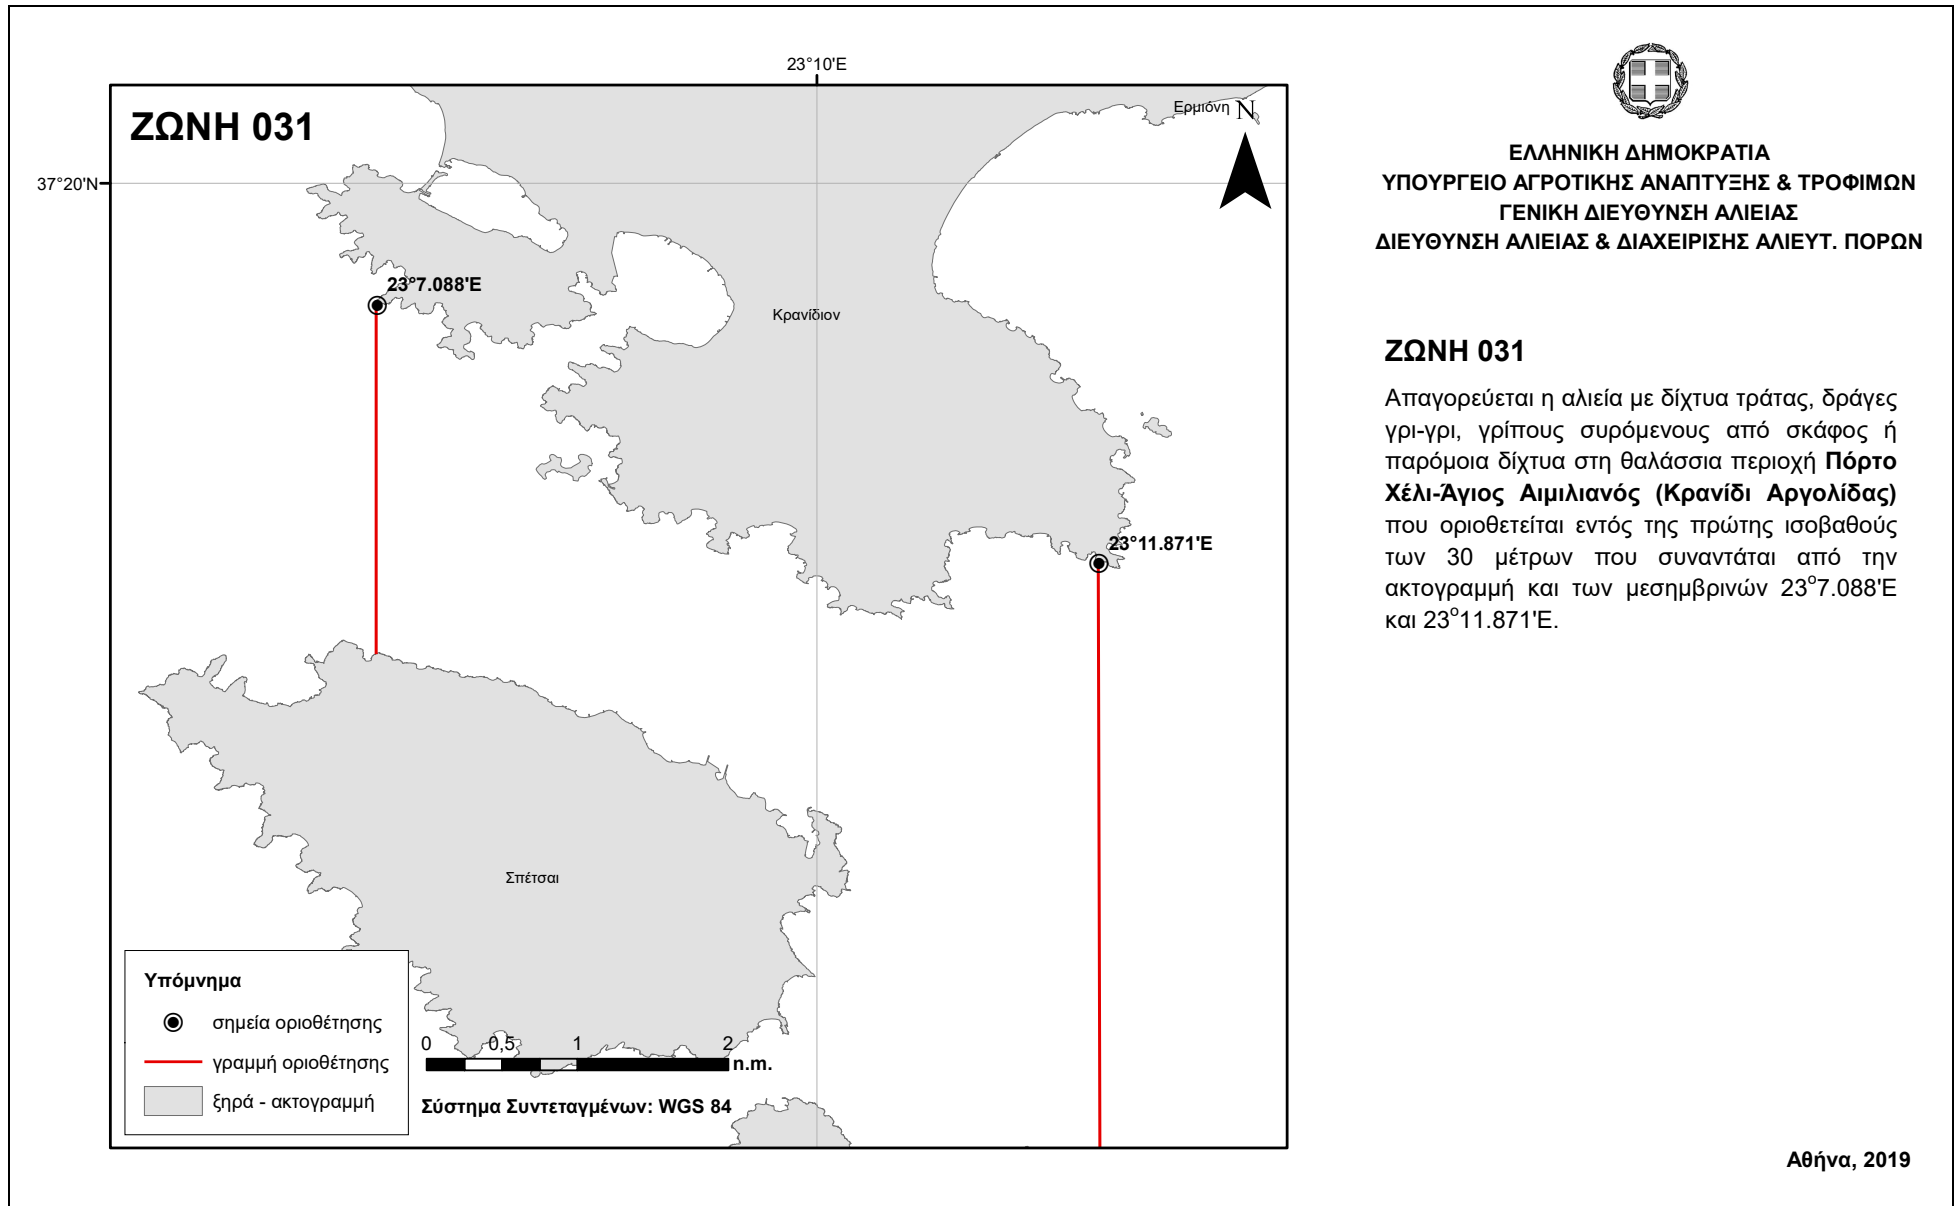 23°10'E
ΖΩΝΗ 031
Ερμιόνη N
37°20'N
23°7.088'E
Κρανίδιον
23°11.871'E
Σπέτσαι
Υπόμνημα
σημεία οριοθέτησης
γραμμή οριοθέτησης
ξηρά - ακτογραμμή
0 0,5 1 2
n.m.
Σύστημα Συντεταγμένων: WGS 84
ΕΛΛΗΝΙΚΗ ΔΗΜΟΚΡΑΤΙΑ
ΥΠΟΥΡΓΕΙΟ ΑΓΡΟΤΙΚΗΣ ΑΝΑΠΤΥΞΗΣ & ΤΡΟΦΙΜΩΝ
ΓΕΝΙΚΗ ΔΙΕΥΘΥΝΣΗ ΑΛΙΕΙΑΣ
ΔΙΕΥΘΥΝΣΗ ΑΛΙΕΙΑΣ & ΔΙΑΧΕΙΡΙΣΗΣ ΑΛΙΕΥΤ. ΠΟΡΩΝ
ΖΩΝΗ 031
Απαγορεύεται η αλιεία με δίχτυα τράτας, δράγες
γρι-γρι, γρίπους συρόμενους από σκάφος ή
παρόμοια δίχτυα στη θαλάσσια περιοχή Πόρτο
Χέλι-Άγιος Αιμιλιανός (Κρανίδι Αργολίδας)
που οριοθετείται εντός της πρώτης ισοβαθούς
των 30 μέτρων που συναντάται από την
ακτογραμμή και των μεσημβρινών 23°7.088'E
και 23°11.871'E.
Αθήνα, 2019